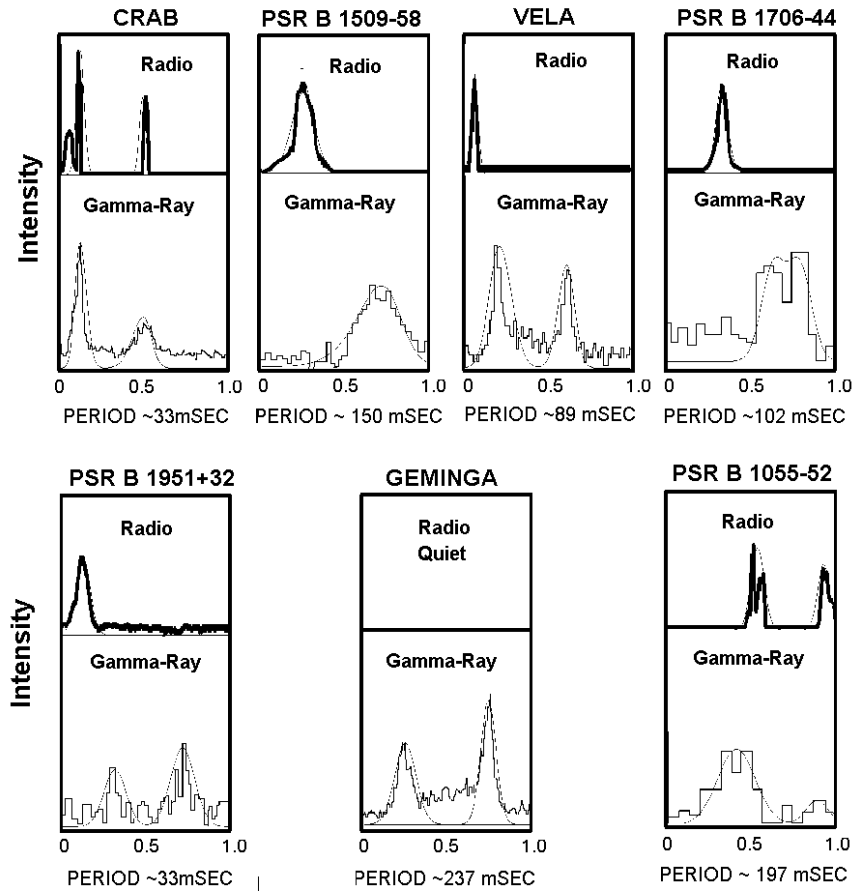 CRAB
PSR B 1509-58
VELA
PSR B 1706-44
Radio
Radio
Radio
Radio
Intensity
Gamma-Ray
Gamma-Ray
Gamma-Ray
Gamma-Ray
0 0.5 1.0
0 0.5 1.0
0 0.5 1.0
0 0.5 1.0
PERIOD ~33mSEC
PERIOD ~ 150 mSEC
PERIOD ~89 mSEC
PERIOD ~102 mSEC
PSR B 1951+32
GEMINGA
PSR B 1055-52
Radio
Radio
Quiet
Radio
Intensity
Gamma-Ray
Gamma-Ray
Gamma-Ray
0 0.5 1.0
0 0.5 1.0
0 0.5 1.0
PERIOD ~33mSEC
PERIOD ~237 mSEC
PERIOD ~ 197 mSEC